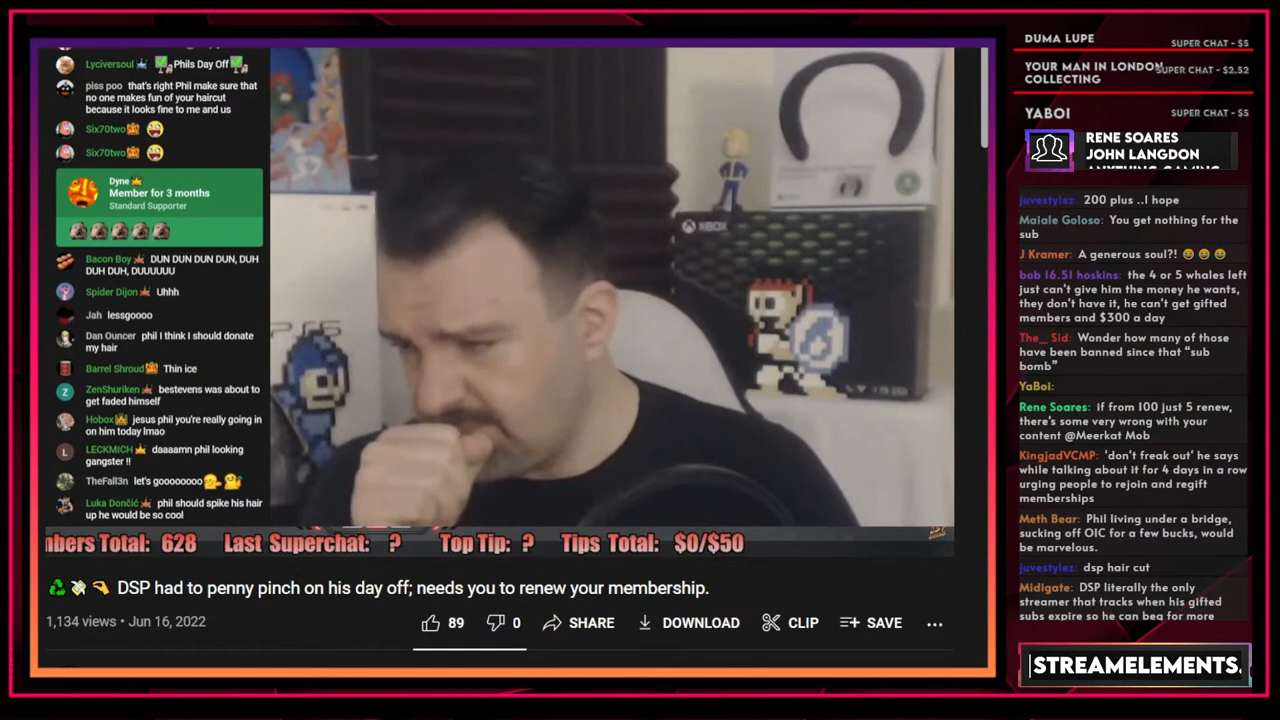 Lyciversoul Phils Day Off
piss poo that's right Phil make sure that
no one makes fun of your haircut
because it looks fine to me and us
Six70two
Six70two
Dyne
Member for 3 months
Standard Supporter
Bacon Boy DUN DUN DUN DUN, DUH
DUH DUH, DUUUUUU
Spider Dijon Uhhh
Jah lessgoooo
Dan Ouncer phil I think I should donate
my hair
Barrel Shroud Thin ice
ZenShuriken bestevens was about to
get faded himself
Hobox jesus phil you're really going in
on him today lmao
LECKMICH daaaamn phil looking
gangster !!
TheFall3n let's goooooooo
Luka Dončić phil should spike his hair
up he would be so cool
XBOX
nbers Total: 628 Last Superchat: ? Top Tip: ? Tips Total: $0/$50
DSP had to penny pinch on his day off; needs you to renew your membership.
1,134 views • Jun 16, 2022
89 0 SHARE DOWNLOAD CLIP SAVE ...
DUMA LUPE SUPER CHAT - $5
YOUR MAN IN LONDON
COLLECTING SUPER CHAT - $2.52
YABOI SUPER CHAT - $5
RENE SOARES
JOHN LANGDON
ANYTHING GAMING
juvestylez: 200 plus ..I hope
Maiale Goloso: You get nothing for the
sub
J Kramer: A generous soul?!
bob 16.51 hoskins: the 4 or 5 whales left
just can't give him the money he wants,
they don't have it, he can't get gifted
members and $300 a day
The_ Sid: Wonder how many of those
have been banned since that "sub
bomb"
YaBoi:
Rene Soares: if from 100 just 5 renew,
there's some very wrong with your
content @Meerkat Mob
KingjadVCMP: 'don't freak out' he says
while talking about it for 4 days in a row
urging people to rejoin and regift
memberships
Meth Bear: Phil living under a bridge,
sucking off OIC for a few bucks, would
be marvelous.
juvestylez: dsp hair cut
Midigate: DSP literally the only
streamer that tracks when his gifted
subs expire so he can beg for more
STREAMELEMENTS.